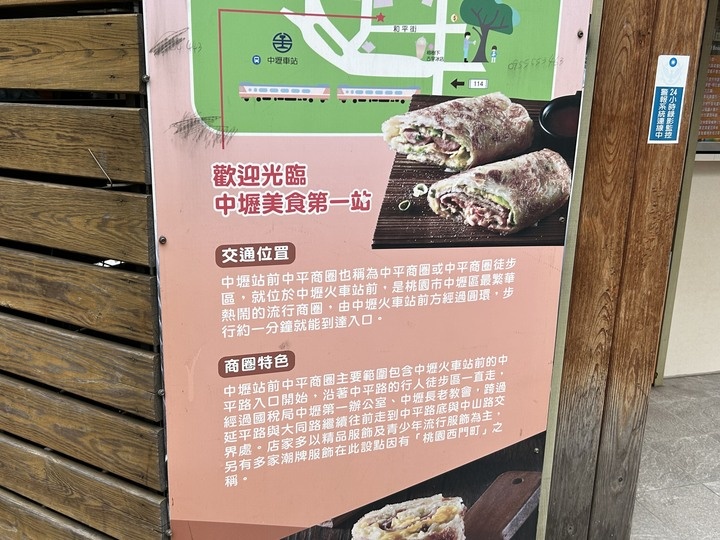 和平街
中壢車站
114
24小時錄影監控
警報系統連線中
歡迎光臨
中壢美食第一站
交通位置
中壢站前中平商圈也稱為中平商圈或中平商圈徒步
區，就位於中壢火車站前，是桃園市中壢區最繁華
熱鬧的流行商圈，由中壢火車站前方經過圓環，步
行約一分鐘就能到達入口。
商圈特色
中壢站前中平商圈主要範圍包含中壢火車站前的中
平路入口開始，沿著中平路的行人徒步區一直走，
經過國稅局中壢第一辦公室、中壢長老教會，跨過
延平路與大同路繼續往前走到中平路底與中山路交
界處。店家多以精品服飾及青少年流行服飾為主，
另有多家潮牌服飾在此設點因有「桃園西門町」之
稱。